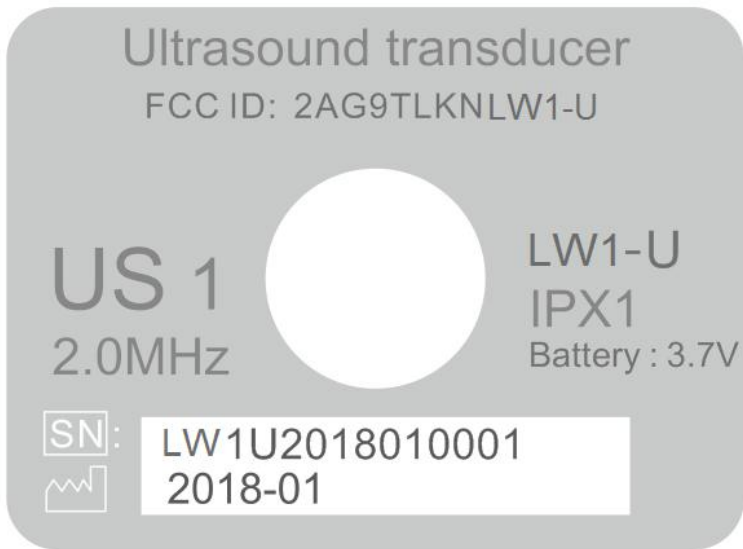 Ultrasound transducer
FCC ID: 2AG9TLKNLW1-U
US 1
2.0MHz
LW1-U
IPX1
Battery : 3.7V
SN: LW1U2018010001
2018-01